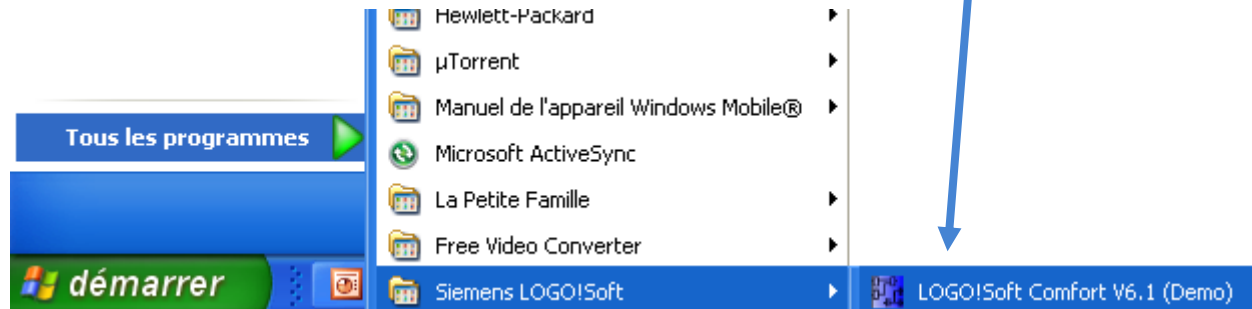 Hewlett-Packard
µTorrent
Manuel de l'appareil Windows Mobile®
Tous les programmes
Microsoft ActiveSync
La Petite Famille
Free Video Converter
démarrer
Siemens LOGO!Soft
LOGO!Soft Comfort V6.1 (Demo)